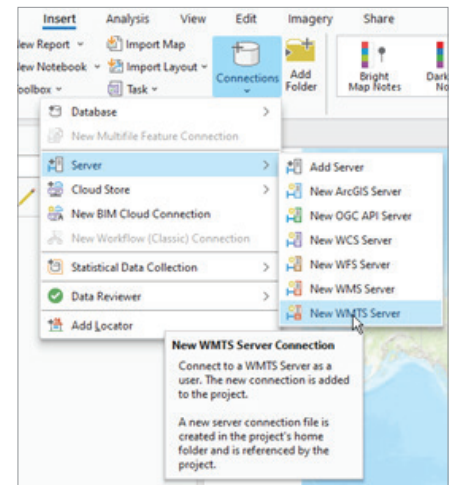 Insert Analysis View Edit Imagery Share
New Report Import Map
New Notebook Import Layout
Toolbox Task
Connections
Add
Folder
Bright
Map Notes
Dark
No
Database
New Multifile Feature Connection
Server
Cloud Store
New BIM Cloud Connection
New Workflow (Classic) Connection
Statistical Data Collection
Data Reviewer
Add Locator
Add Server
New ArcGIS Server
New OGC API Server
New WCS Server
New WFS Server
New WMS Server
New WMTS Server
New WMTS Server Connection
Connect to a WMTS Server as a
user. The new connection is added
to the project.
A new server connection file is
created in the project's home
folder and is referenced by the
project.